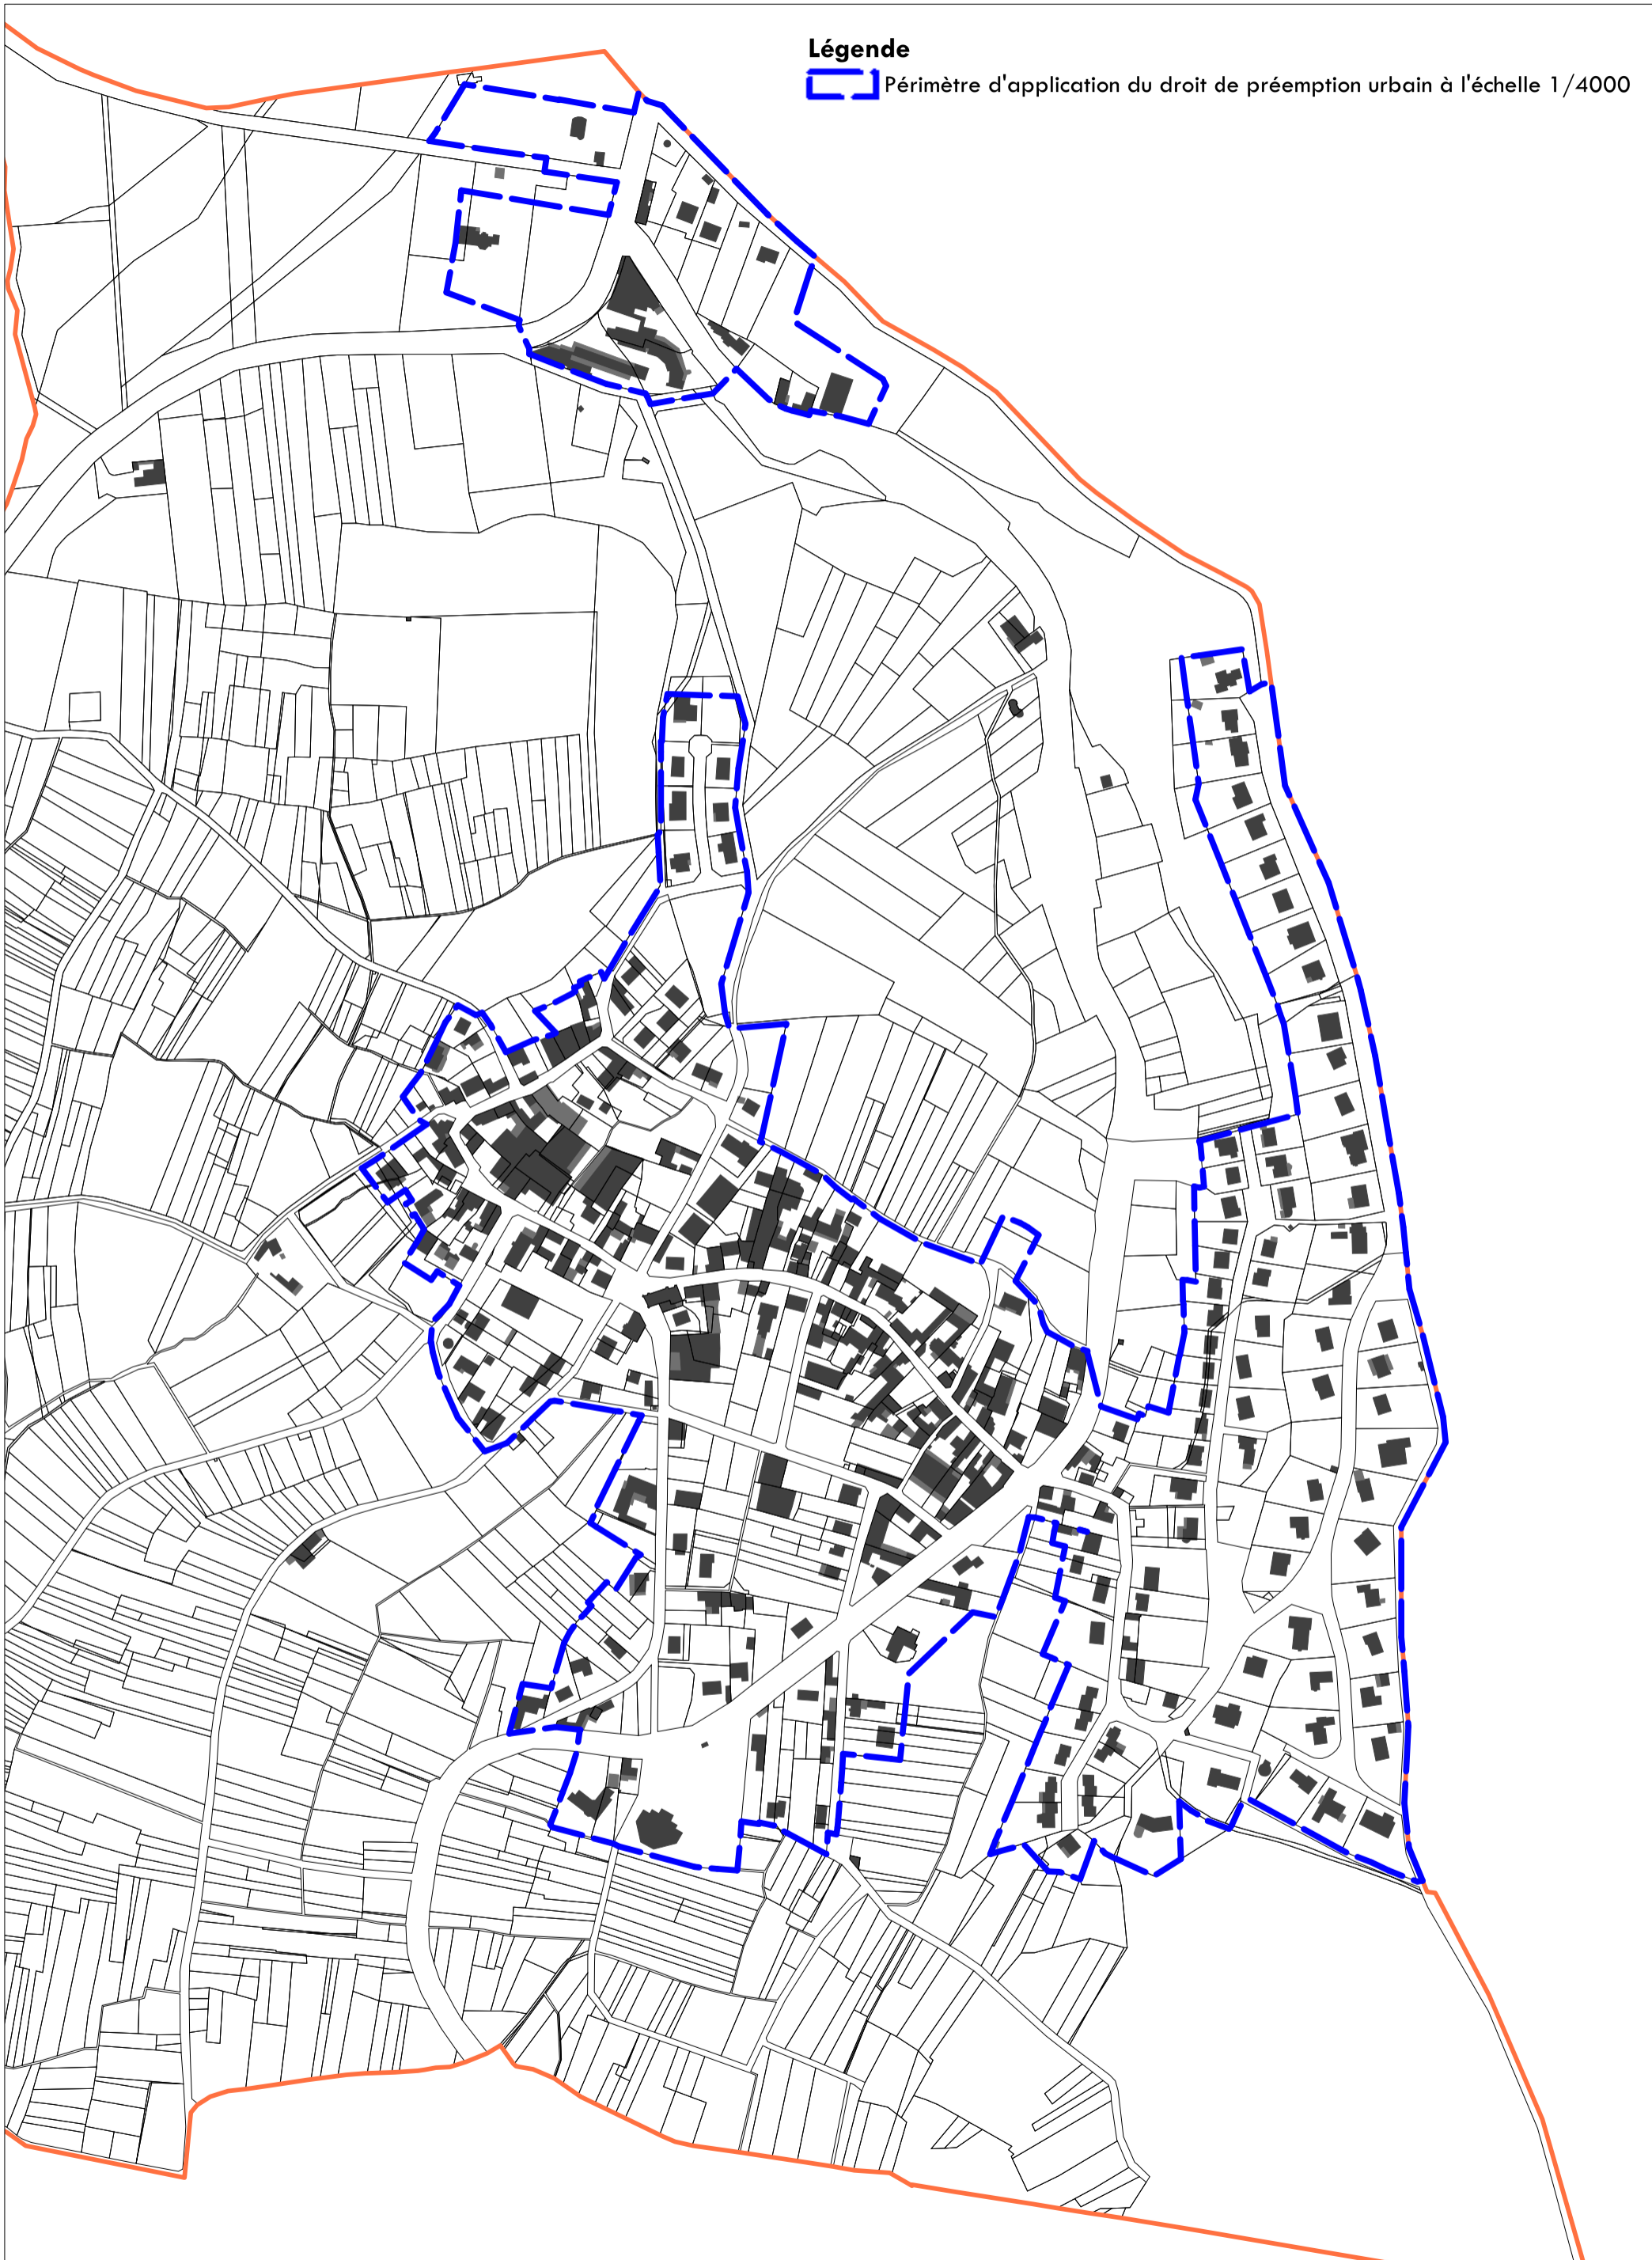 Légende
Périmètre d'application du droit de préemption urbain à l'échelle 1/4000